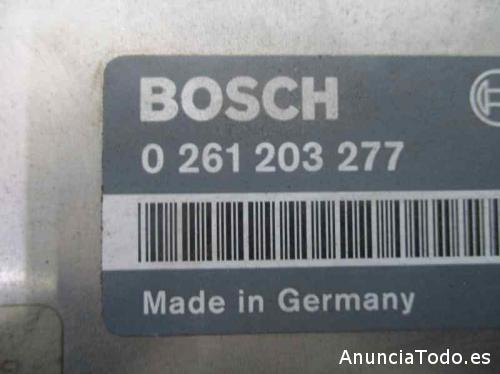 BOSCH
0 261 203 277
Made in Germany
AnunciaTodo.es